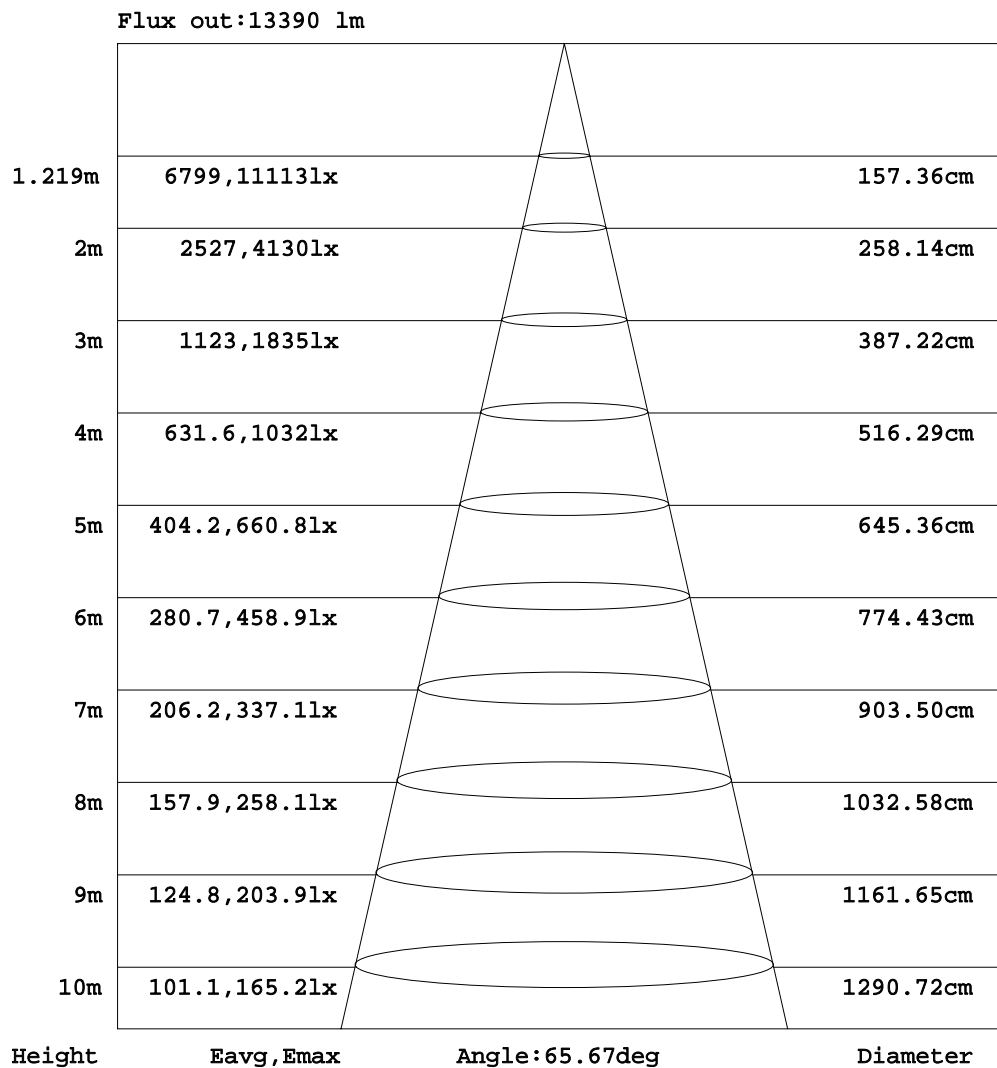 Flux out:13390 lm
1.219m 6799,11113lx 157.36cm
2m 2527,4130lx 258.14cm
3m 1123,1835lx 387.22cm
4m 631.6,1032lx 516.29cm
5m 404.2,660.8lx 645.36cm
6m 280.7,458.9lx 774.43cm
7m 206.2,337.1lx 903.50cm
8m 157.9,258.1lx 1032.58cm
9m 124.8,203.9lx 1161.65cm
10m 101.1,165.2lx 1290.72cm
Height Eavg,Emax Angle:65.67deg Diameter